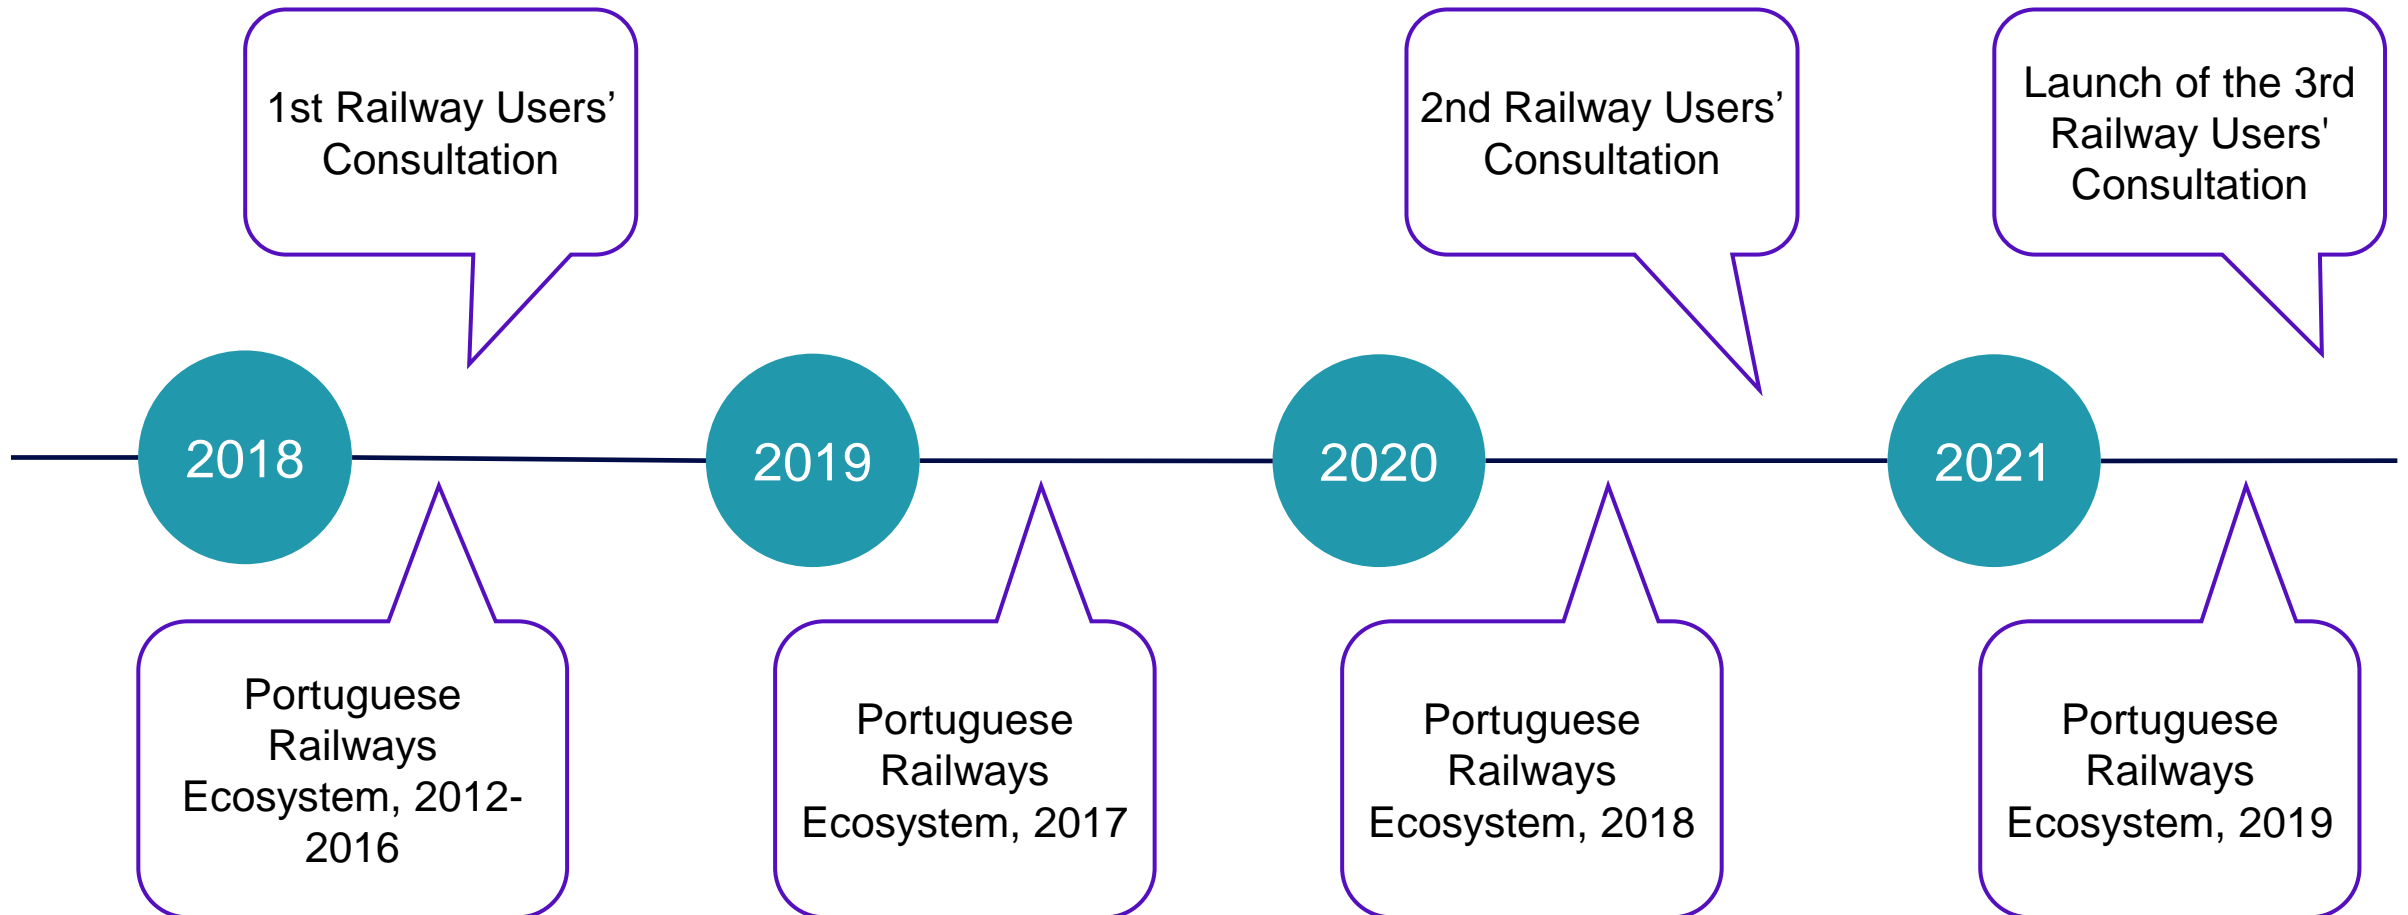 1st Railway Users’
Consultation
2nd Railway Users’
Consultation
Launch of the 3rd
Railway Users'
Consultation
2018
2019
2020
2021
Portuguese
Railways
Ecosystem, 2012-
2016
Portuguese
Railways
Ecosystem, 2017
Portuguese
Railways
Ecosystem, 2018
Portuguese
Railways
Ecosystem, 2019